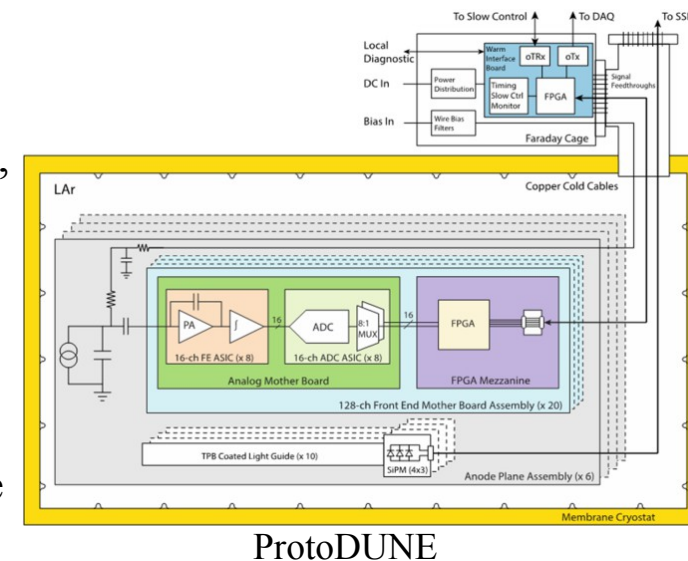 To Slow Control
To DAQ
To SSP
Local
Diagnostic
Warm
Interface
Board
oTRx
oTx
DC In
Power
Distribution
Timing
Slow Ctrl
Monitor
FPGA
Signal
Feedthroughs
Bias In
Wire Bias
Filters
Faraday Cage
,
LAr
Copper Cold Cables
PA
∫
16
ADC
8:1
MUX
16
FPGA
16-ch FE ASIC (x 8)
16-ch ADC ASIC (x 8)
Analog Mother Board
FPGA Mezzanine
128-ch Front End Mother Board Assembly (x 20)
TPB Coated Light Guide (x 10)
SiPM (4x3)
Anode Plane Assembly (x 6)
e
Membrane Cryostat
ProtoDUNE